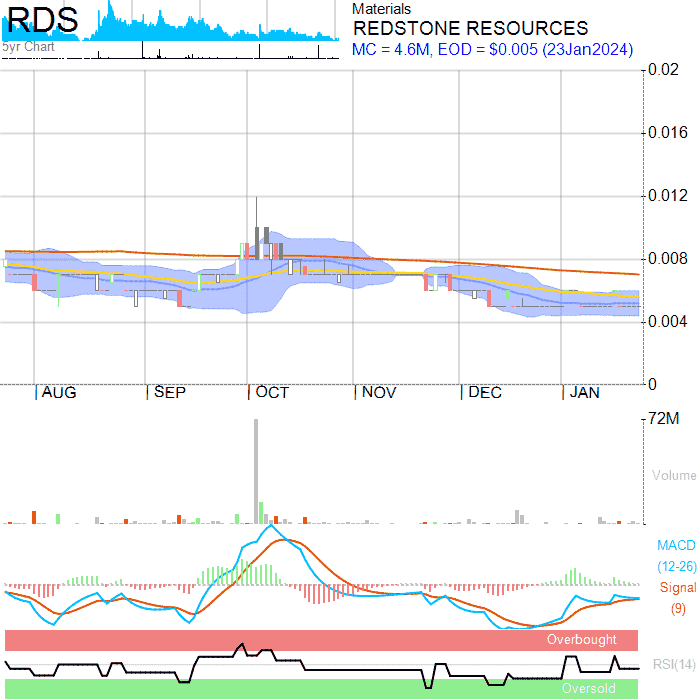 RDS
5yr Chart
Materials
REDSTONE RESOURCES
MC = 4.6M, EOD = $0.005 (23Jan2024)
0.02
0.016
0.012
0.008
0.004
0
| AUG | SEP | OCT | NOV | DEC | JAN
72M
Volume
MACD
(12-26)
Signal
(9)
Overbought
RSI(14)
Oversold